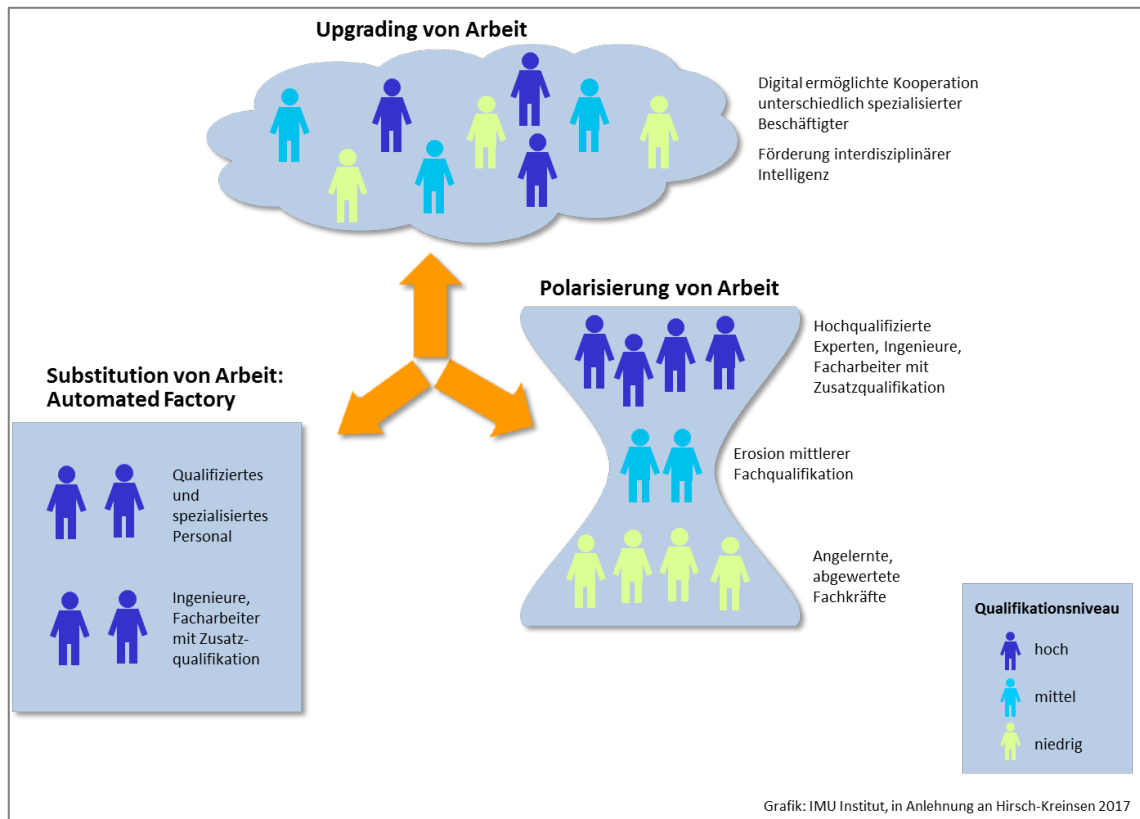 Upgrading von Arbeit
Digital ermöglichte Kooperation
unterschiedlich spezialisierter
Beschäftigter
Förderung interdisziplinärer
Intelligenz
Polarisierung von Arbeit
Hochqualifizierte
Experten, Ingenieure,
Facharbeiter mit
Zusatzqualifikation
Erosion mittlerer
Fachqualifikation
Angelernte,
abgewertete
Fachkräfte
Substitution von Arbeit:
Automated Factory
Qualifiziertes
und
spezialisiertes
Personal
Ingenieure,
Facharbeiter
mit Zusatz-
qualifikation
Qualifikationsniveau
hoch
mittel
niedrig
Grafik: IMU Institut, in Anlehnung an Hirsch-Kreinsen 2017